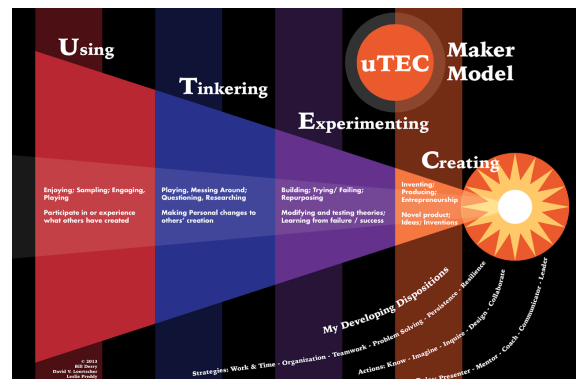 Using
uTEC
Maker
Model
Tinkering
Experimenting
Creating
Enjoying; Sampling; Engaging,
Playing
Participate in or experience
what others have created
Playing, Messing Around;
Questioning, Researching
Making Personal changes to
others' creation
Building; Trying/ Failing;
Repurposing
Modifying and testing theories;
Learning from failure / success
Inventing;
Producing;
Entrepreneurship
Novel product;
Ideas; Inventions
My Developing Dispositions
Strategies: Work & Time - Organization - Teamwork - Problem Solving - Persistence - Resilience
Actions: Know - Imagine - Inquire - Design - Collaborate
Presenter - Mentor - Coach - Communicator - Leader
© 2013
Bill Derry
David V. Loertscher
Leslie Preddy